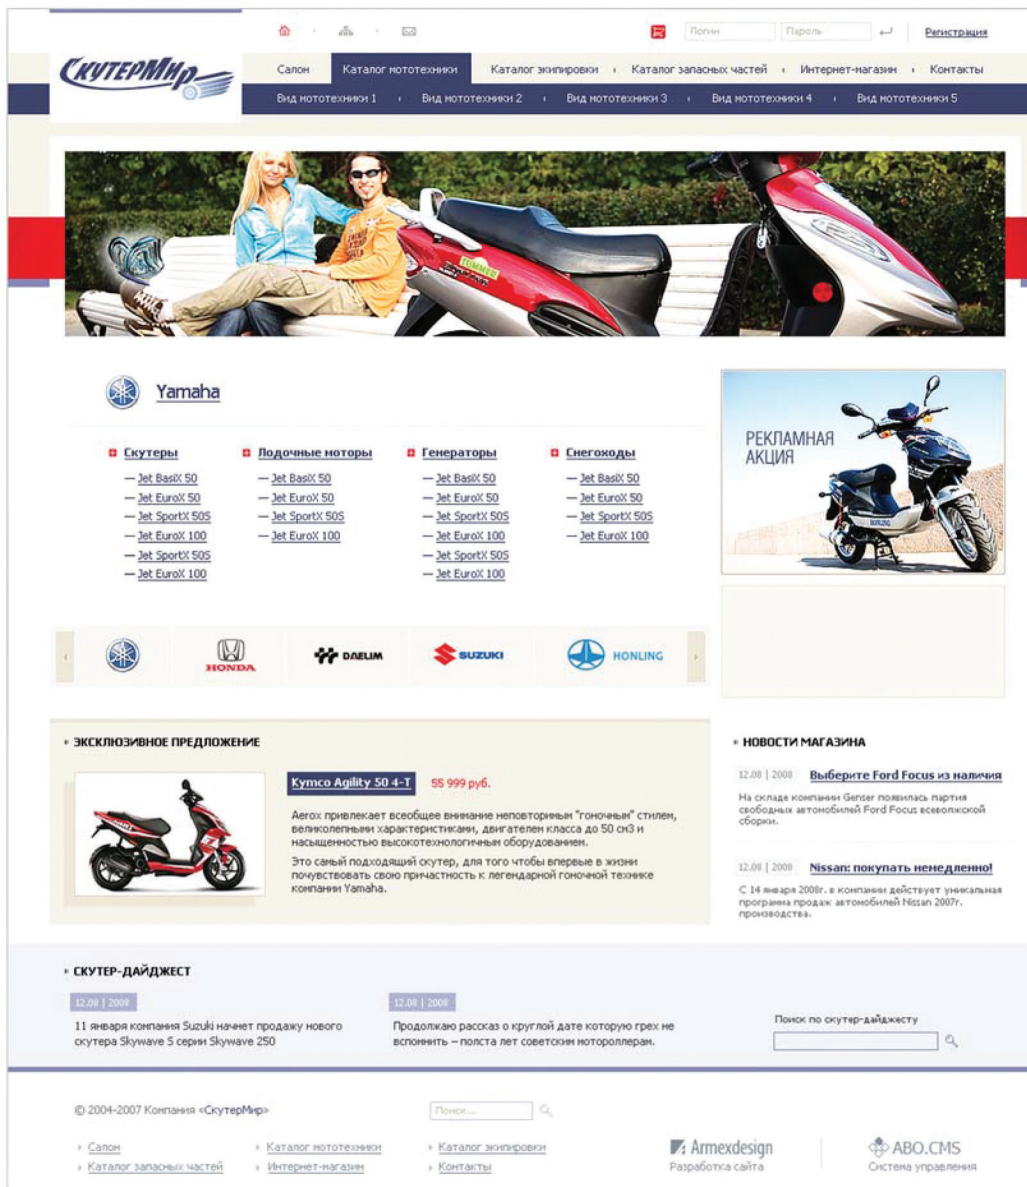 Логин
Пароль
Регистрация
СкутерМир
Салон
Каталог мототехники
Каталог экипировки
Каталог запасных частей
Интернет-магазин
Контакты
Вид мототехники 1
Вид мототехники 2
Вид мототехники 3
Вид мототехники 4
Вид мототехники 5
TUMMER
Yamaha
РЕКЛАМНАЯ
АКЦИЯ
Скутеры
— Jet BasiX 50
— Jet EuroX 50
— Jet SportX 50S
— Jet EuroX 100
— Jet SportX 50S
— Jet EuroX 100
Лодочные моторы
— Jet BasiX 50
— Jet EuroX 50
— Jet SportX 50S
— Jet EuroX 100
Генераторы
— Jet BasiX 50
— Jet EuroX 50
— Jet SportX 50S
— Jet EuroX 100
— Jet SportX 50S
— Jet EuroX 100
Снегоходы
— Jet BasiX 50
— Jet EuroX 50
— Jet SportX 50S
— Jet EuroX 100
HONDA
DAELIM
SUZUKI
HONLING
ЭКСКЛЮЗИВНОЕ ПРЕДЛОЖЕНИЕ
Kymco Agility 50 4-T 55 999 руб.
Aerox привлекает всеобщее внимание неповторимым "гоночным" стилем,
великолепными характеристиками, двигателем класса до 50 см3 и
насыщенностью высокотехнологичным оборудованием.
Это самый подходящий скутер, для того чтобы впервые в жизни
почувствовать свою причастность к легендарной гоночной технике
компании Yamaha.
НОВОСТИ МАГАЗИНА
12.08 | 2008 Выберите Ford Focus из наличия
На складе компании Genser появилась партия
свободных автомобилей Ford Focus всеволжской
сборки.
12.08 | 2008 Nissan: покупать немедленно!
С 14 января 2008г. в компании действует уникальная
программа продаж автомобилей Nissan 2007г.
производства.
СКУТЕР-ДАЙДЖЕСТ
12.08 | 2008
11 января компания Suzuki начнет продажу нового
скутера Skywave S серии Skywave 250
12.08 | 2008
Продолжаю рассказ о круглой дате которую грех не
вспомнить – полста лет советским мотороллерам.
Поиск по скутер-дайджесту
© 2004-2007 Компания «СкутерМир»
Поиск...
Салон
Каталог запасных частей
Каталог мототехники
Интернет-магазин
Каталог экипировки
Контакты
Armexdesign
Разработка сайта
ABO.CMS
Система управления